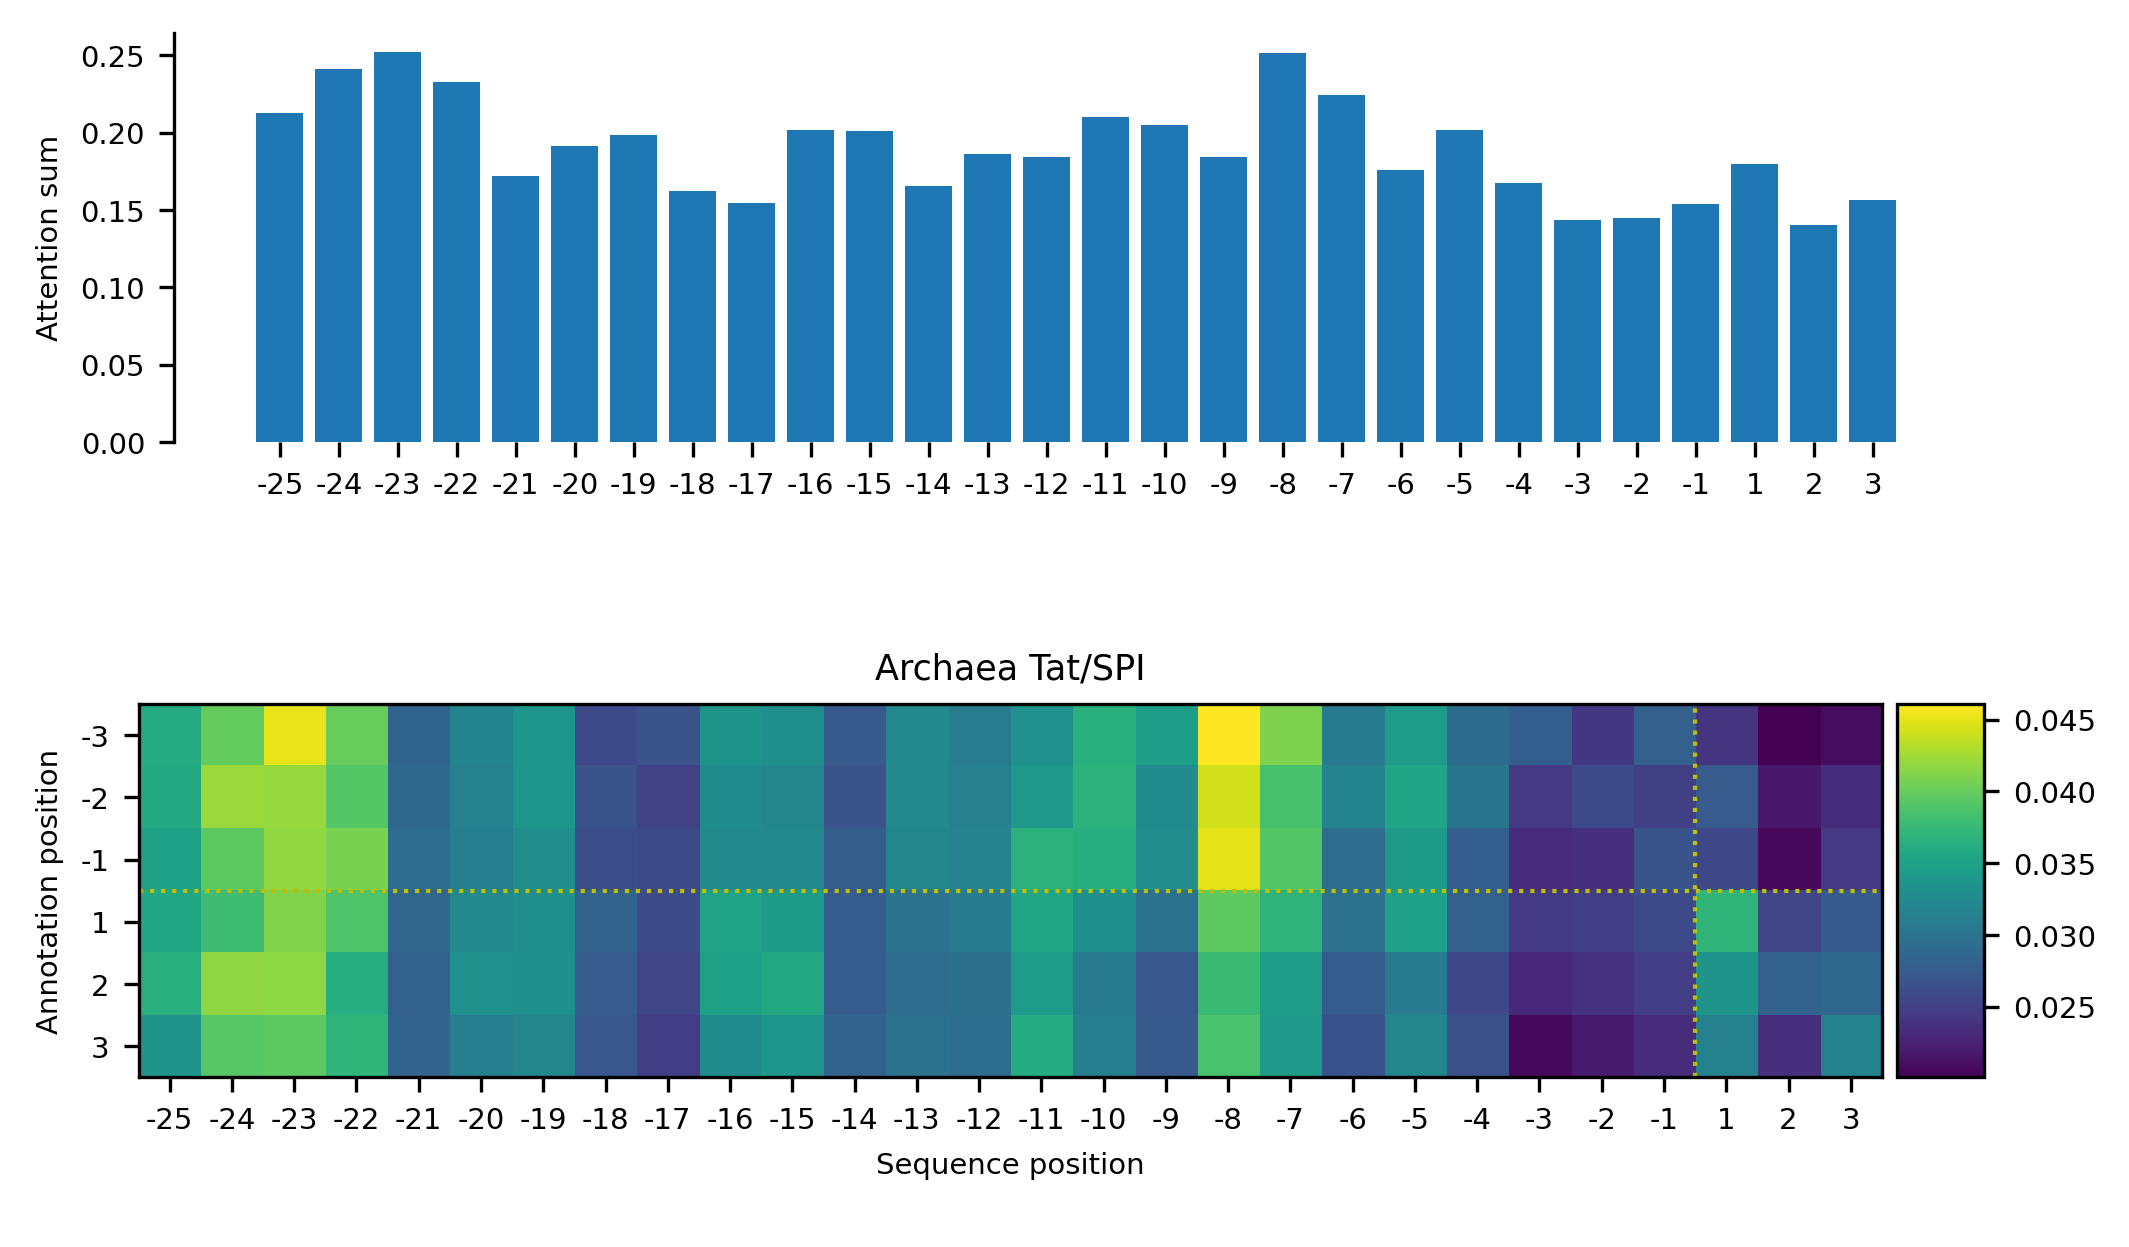 0.25
0.20
0.15
0.10
0.05
0.00
Attention sum
-25 -24 -23 -22 -21 -20 -19 -18 -17 -16 -15 -14 -13 -12 -11 -10 -9 -8 -7 -6 -5 -4 -3 -2 -1 1 2 3
Archaea Tat/SPI
Annotation position
-3
-2
-1
1
2
3
0.045
0.040
0.035
0.030
0.025
-25 -24 -23 -22 -21 -20 -19 -18 -17 -16 -15 -14 -13 -12 -11 -10 -9 -8 -7 -6 -5 -4 -3 -2 -1 1 2 3
Sequence position